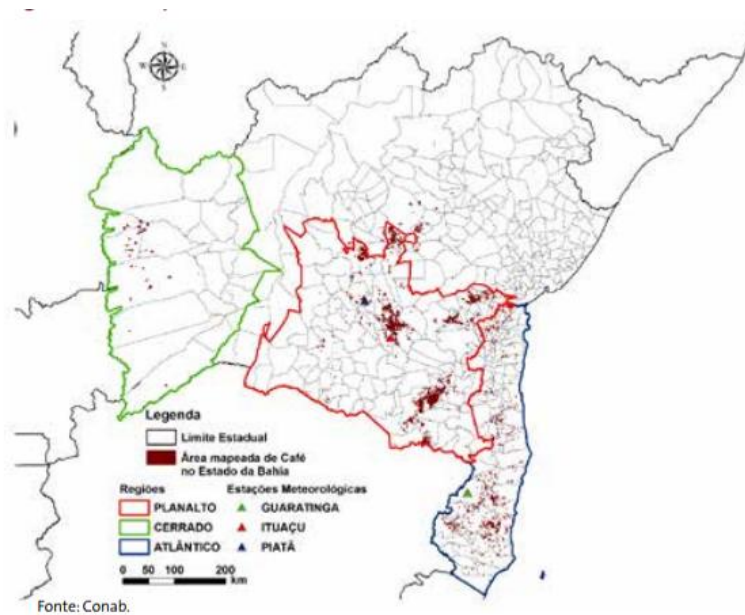 N
W E
S
Legenda
Limite Estadual
Área mapeada de Café
no Estado da Bahia
Regiões Estações Meteorológicas
PLANALTO GUARATINGA
CERRADO ITUAÇU
ATLÂNTICO PIATÃ
0 50 100 200
km
Fonte: Conab.